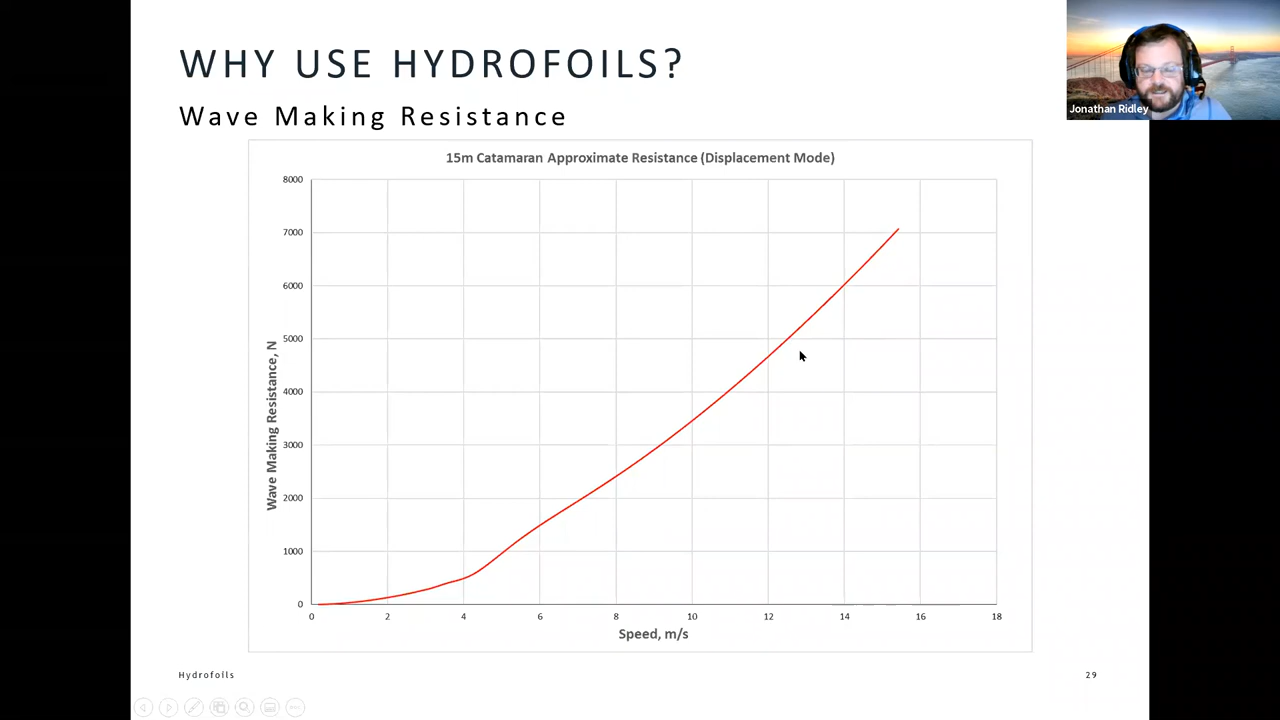 WHY USE HYDROFOILS?
Wave Making Resistance
Jonathan Ridley
15m Catamaran Approximate Resistance (Displacement Mode)
8000
7000
6000
5000
4000
3000
2000
1000
0
Wave Making Resistance, N
0 2 4 6 8 10 12 14 16 18
Speed, m/s
Hydrofoils 29